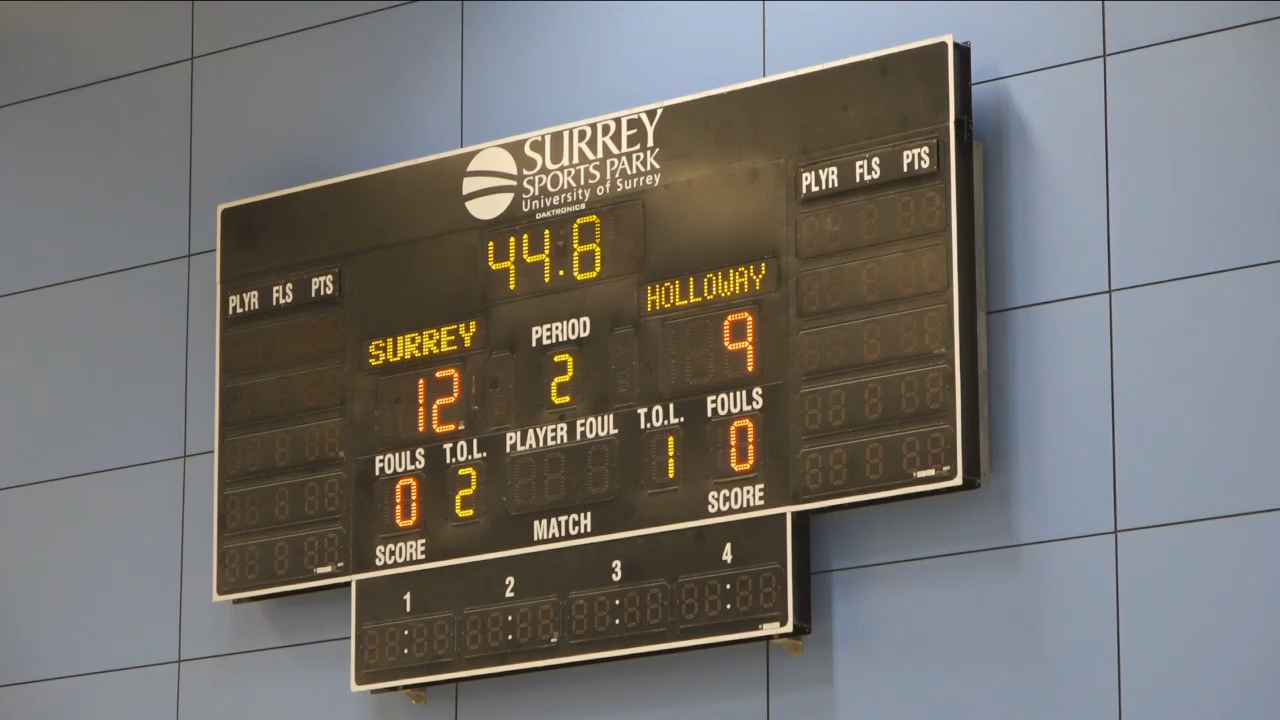 SURREY
SPORTS PARK
University of Surrey
DAKTRONICS
44.8
PLYR FLS PTS
PLYR FLS PTS
SURREY
PERIOD
HOLLOWAY
12
2
9
FOULS
T.O.L.
PLAYER FOUL
T.O.L.
FOULS
0
2
1
0
SCORE
MATCH
SCORE
1
2
3
4